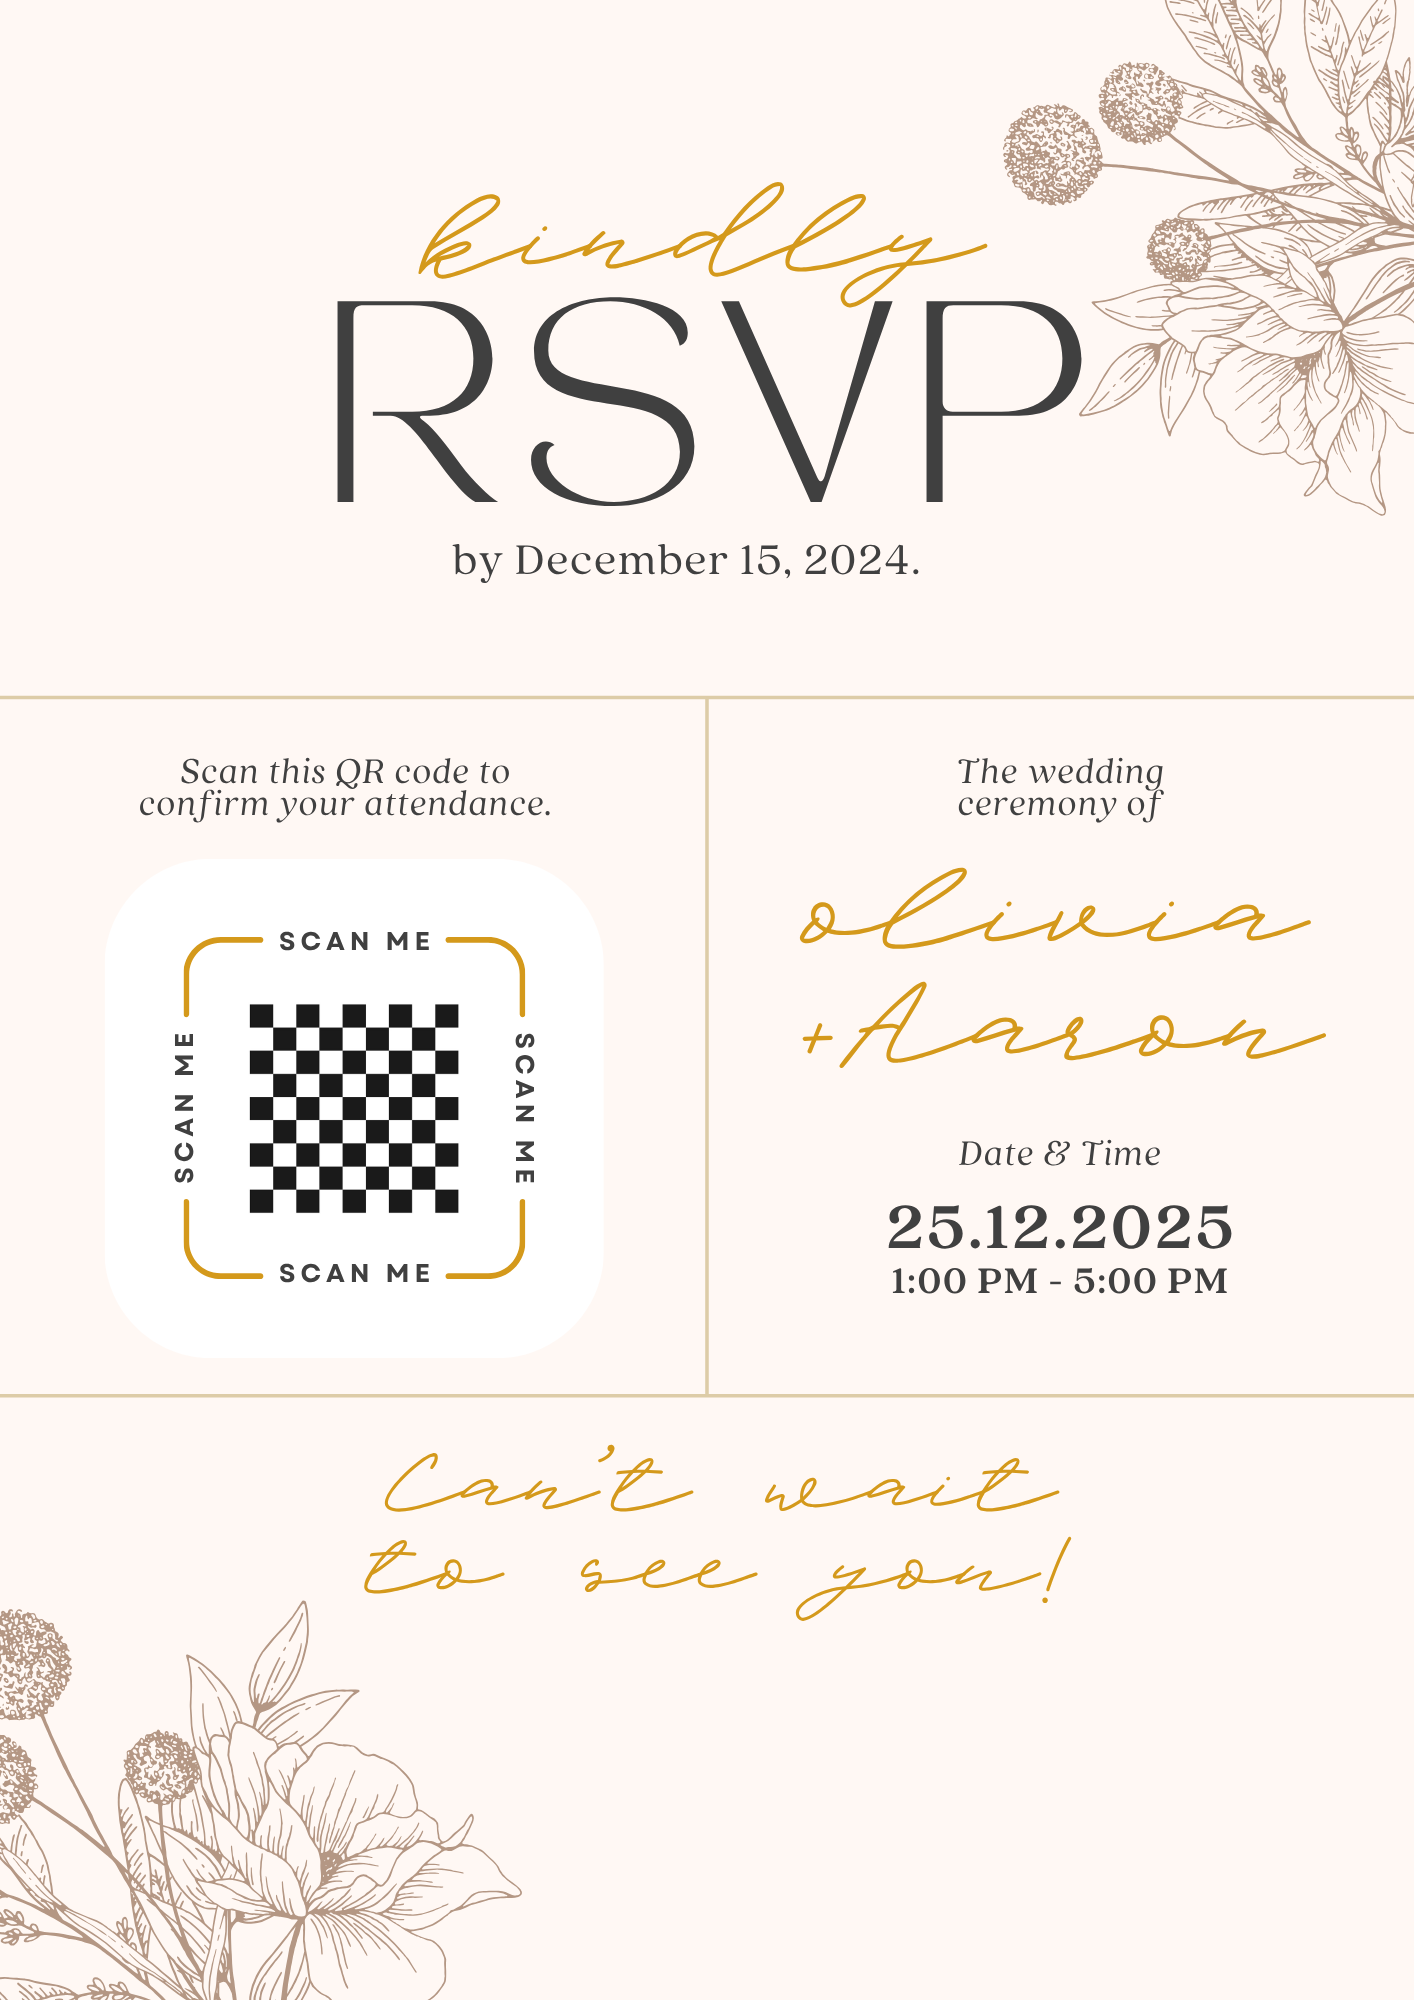 kindly
RSVP
by December 15, 2024.
Scan this QR code to
confirm your attendance.
SCAN ME
SCAN ME
SCAN ME
SCAN ME
The wedding
ceremony of
olivia
+Aaron
Date & Time
25.12.2025
1:00 PM - 5:00 PM
Can't wait
to see you!